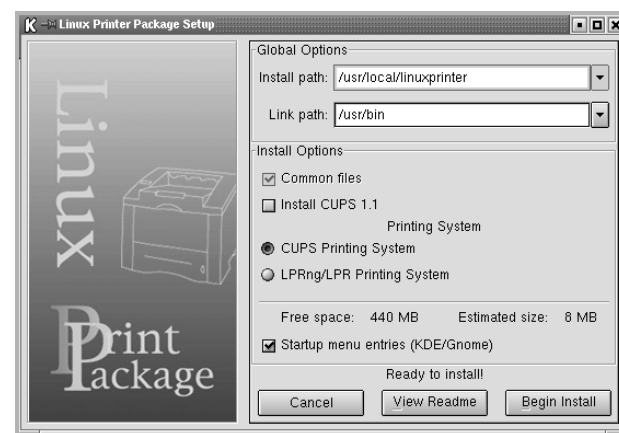 K Linux Printer Package Setup
Linux
Print
Package
Global Options
Install path: /usr/local/linuxprinter
Link path: /usr/bin
Install Options
Common files
Install CUPS 1.1
Printing System
CUPS Printing System
LPRng/LPR Printing System
Free space: 440 MB Estimated size: 8 MB
Startup menu entries (KDE/Gnome)
Ready to install!
Cancel View Readme Begin Install